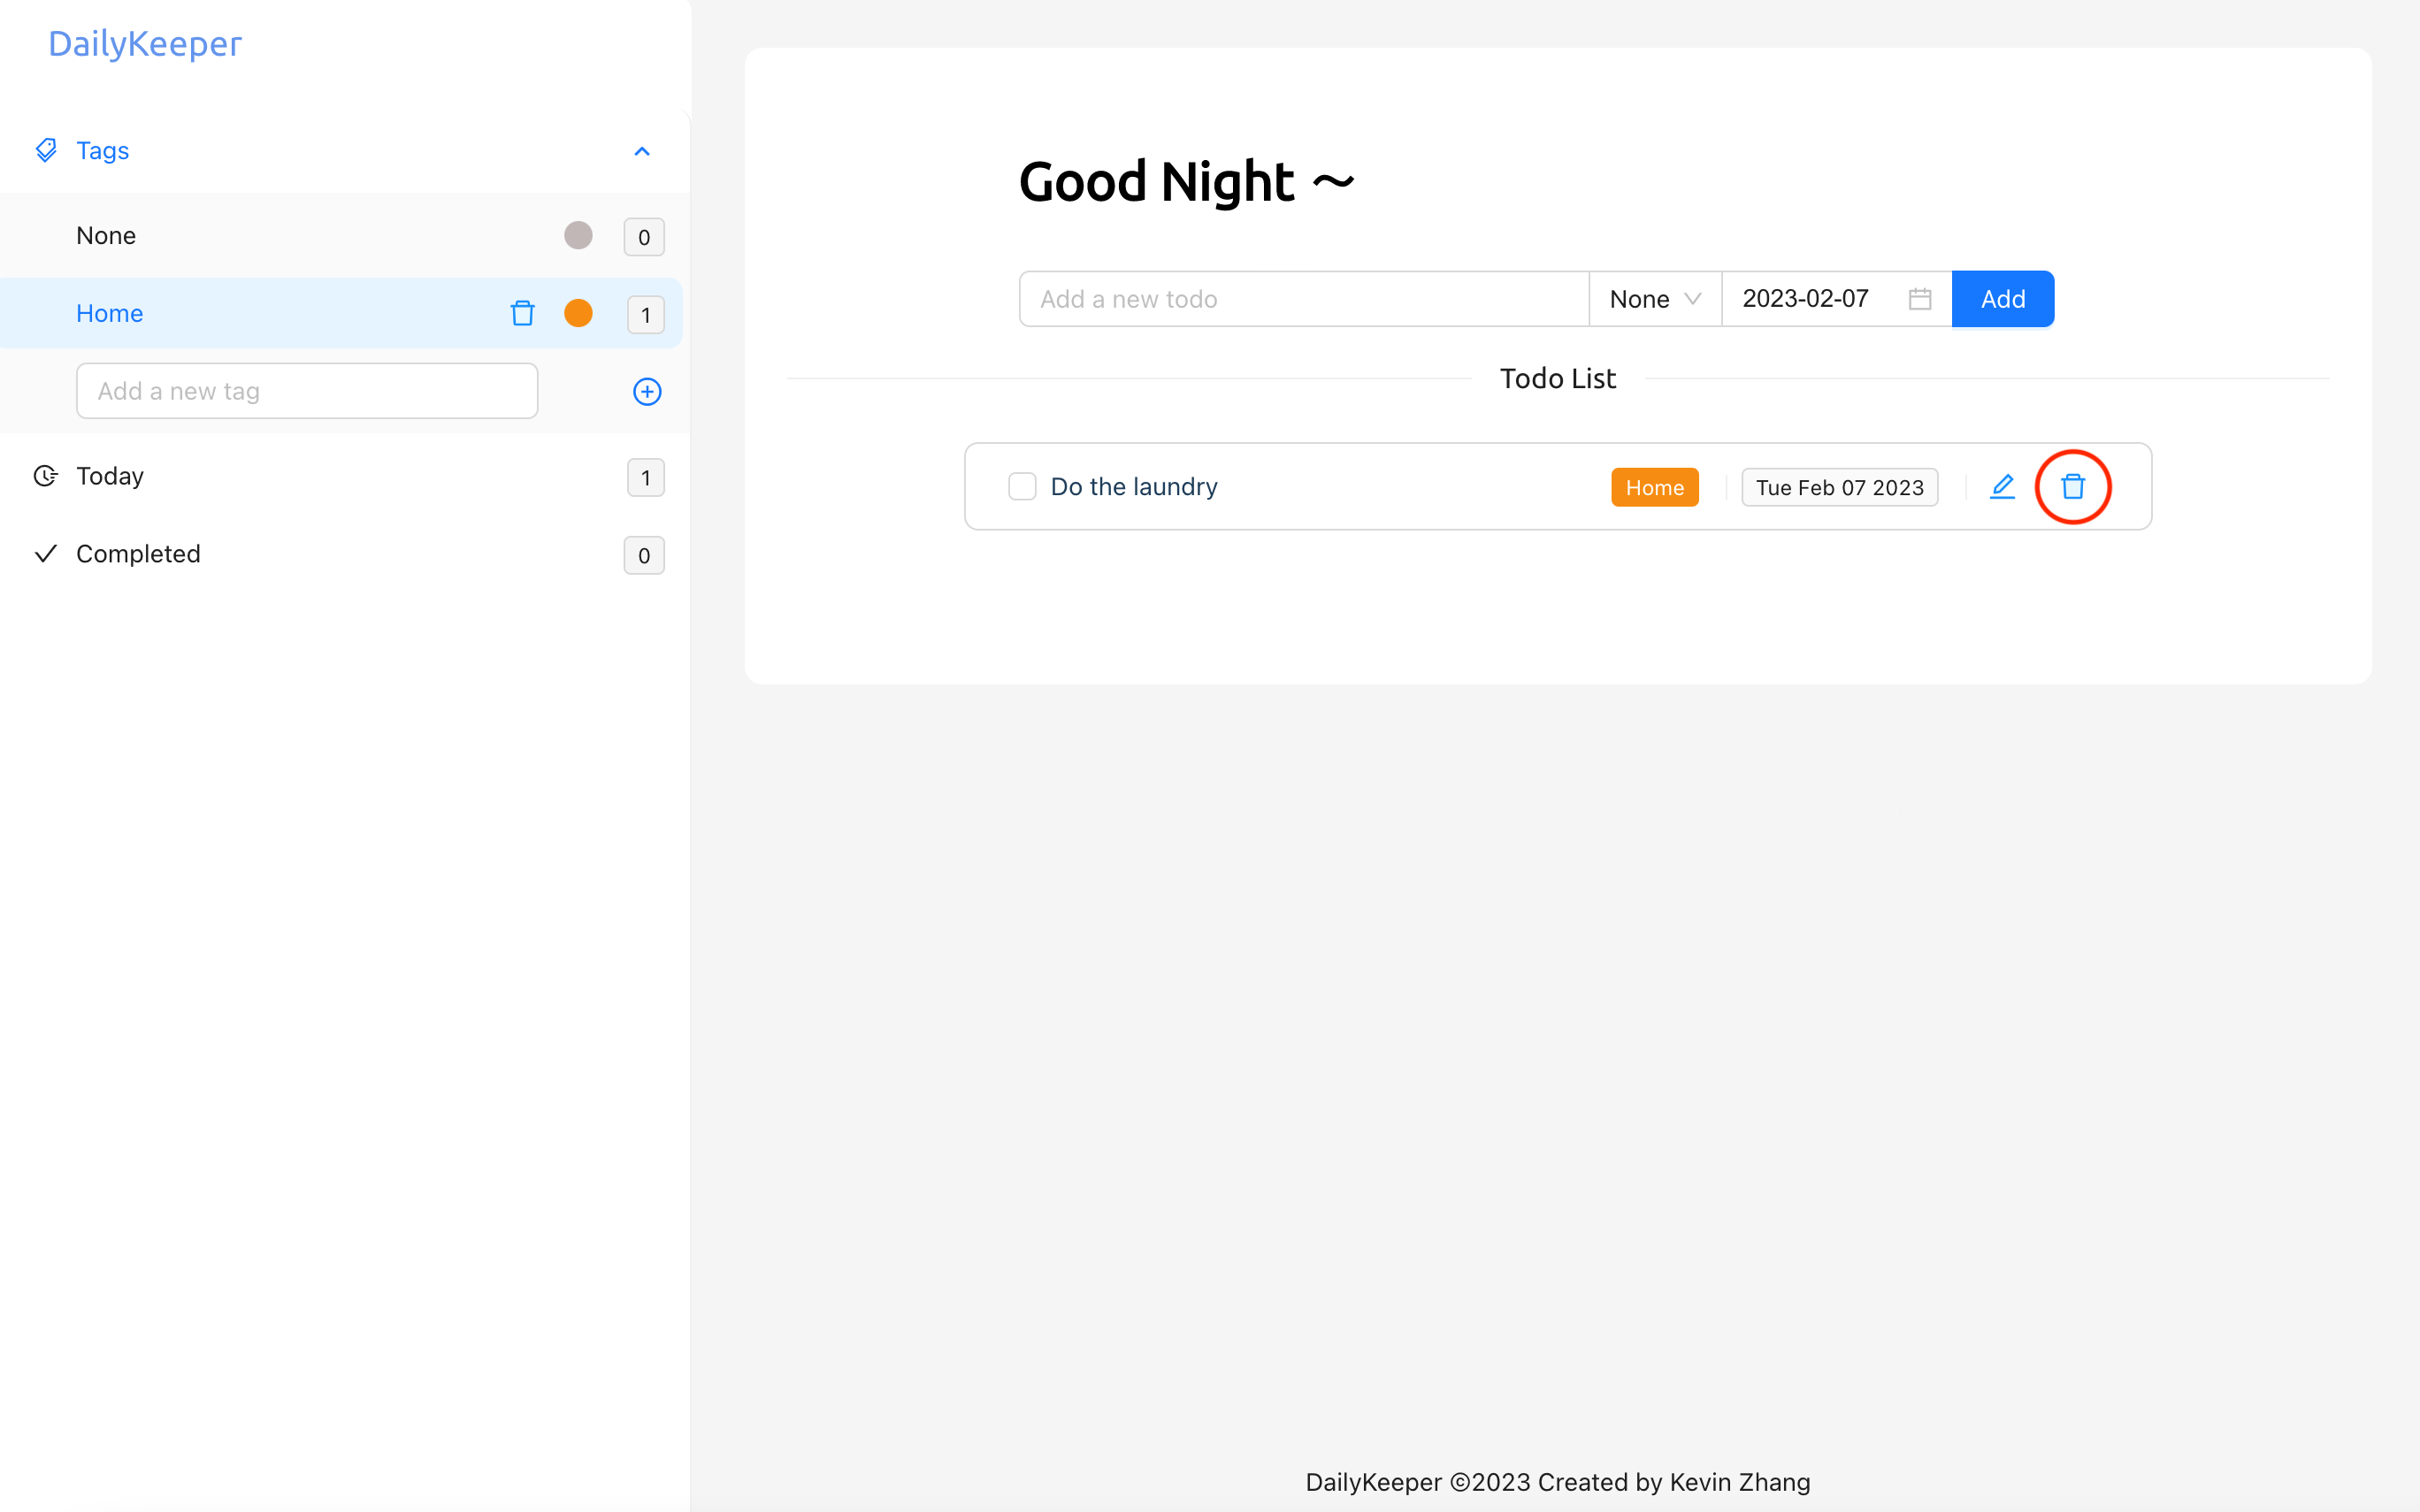 DailyKeeper
Tags
None 0
Home 1
Add a new tag
Today 1
Completed 0
Good Night ～
Add a new todo None 2023-02-07 Add
Todo List
Do the laundry Home Tue Feb 07 2023
DailyKeeper ©2023 Created by Kevin Zhang